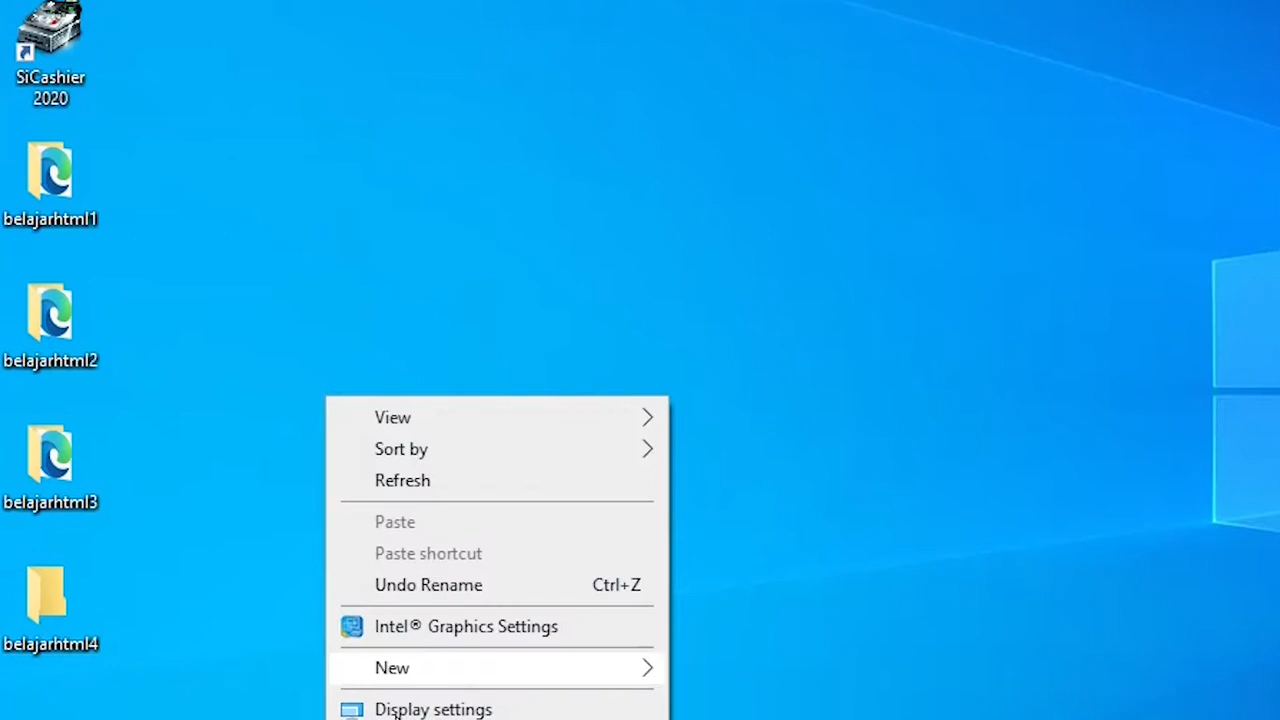 SiCashier
2020
belajarhtml1
belajarhtml2
belajarhtml3
belajarhtml4
View
Sort by
Refresh
Paste
Paste shortcut
Undo Rename Ctrl+Z
Intel® Graphics Settings
New
Display settings